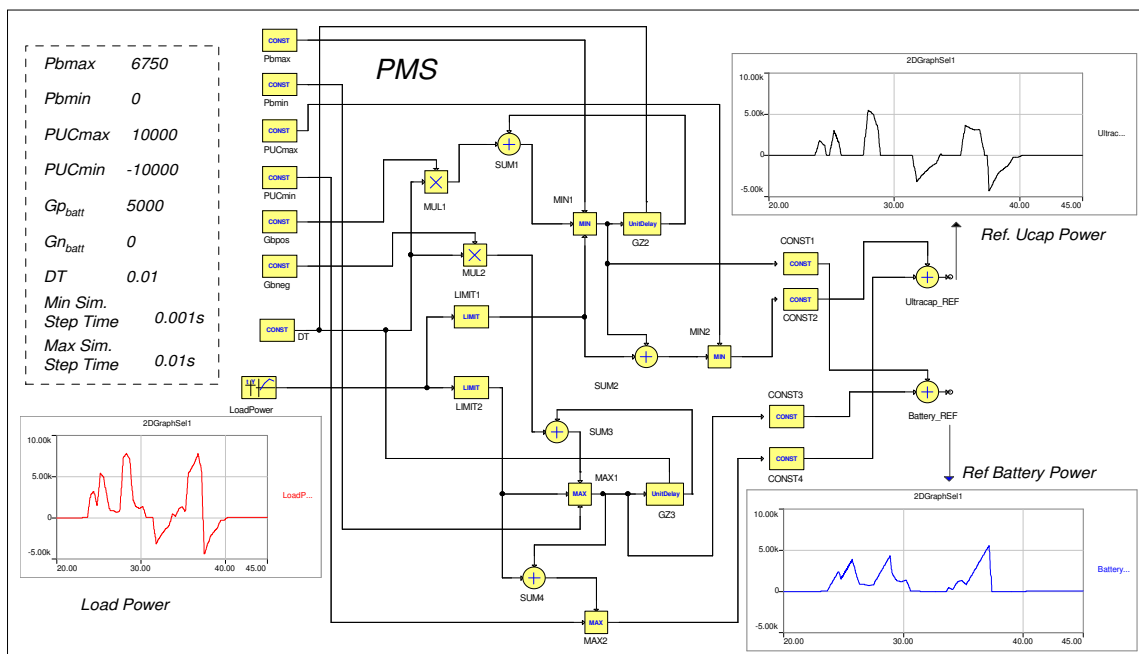 PMS
Pbmax 6750
Pbmin 0
PUCmax 10000
PUCmin -10000
Gpbatt 5000
Gnbatt 0
DT 0.01
Min Sim.
Step Time 0.001s
Max Sim.
Step Time 0.01s
CONST
Pbmax
CONST
Pbmin
CONST
PUCmax
CONST
PUCmin
CONST
Gbpos
CONST
Gbneg
CONST
DT
LoadPower
MUL1
MUL2
SUM1
MIN1
MIN
UnitDelay
GZ2
LIMIT1
LIMIT
LIMIT
LIMIT2
SUM2
MIN2
MIN
SUM3
MAX1
MAX
UnitDelay
GZ3
SUM4
MAX
MAX2
CONST1
CONST
CONST
CONST2
CONST3
CONST
CONST
CONST4
Ultracap_REF
Battery_REF
2DGraphSel1
10.00k
5.00k
0
-5.00k
20.00 30.00 40.00 45.00
Ultrac...
Ref. Ucap Power
2DGraphSel1
10.00k
5.00k
0
-5.00k
20.00 30.00 40.00 45.00
LoadP...
Load Power
Ref Battery Power
2DGraphSel1
10.00k
5.00k
0
-5.00k
20.00 30.00 40.00 45.00
Battery...